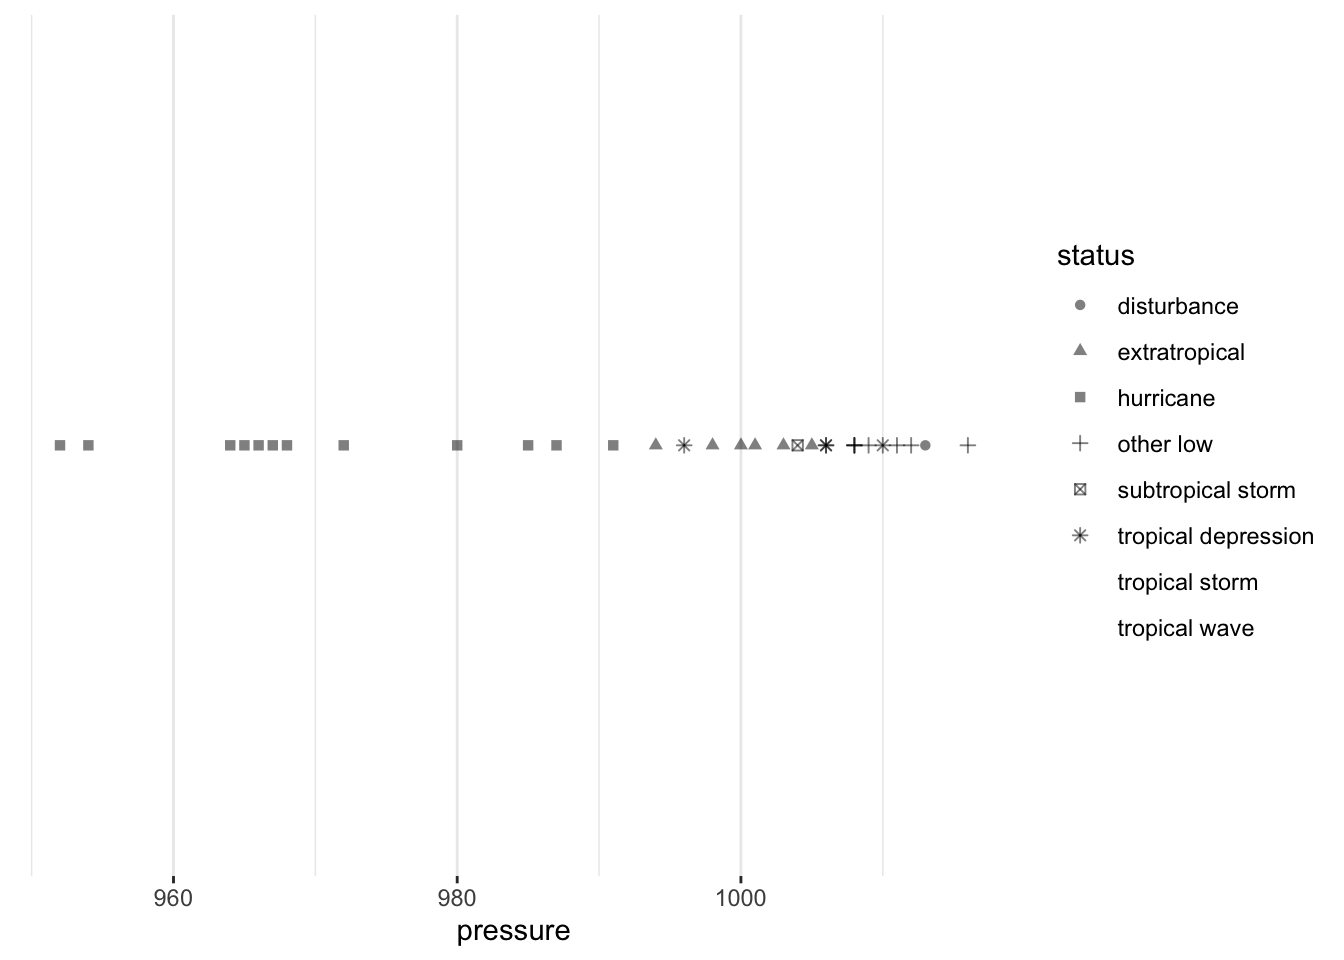 status
disturbance
extratropical
hurricane
other low
subtropical storm
tropical depression
tropical storm
tropical wave
960 980 1000
pressure